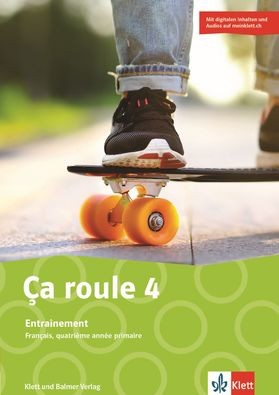 Mit digitalen Inhalten und
Audios auf meinklett.ch
Ça roule 4
Entrainement
Français, quatrième année primaire
Klett und Balmer Verlag
Klett